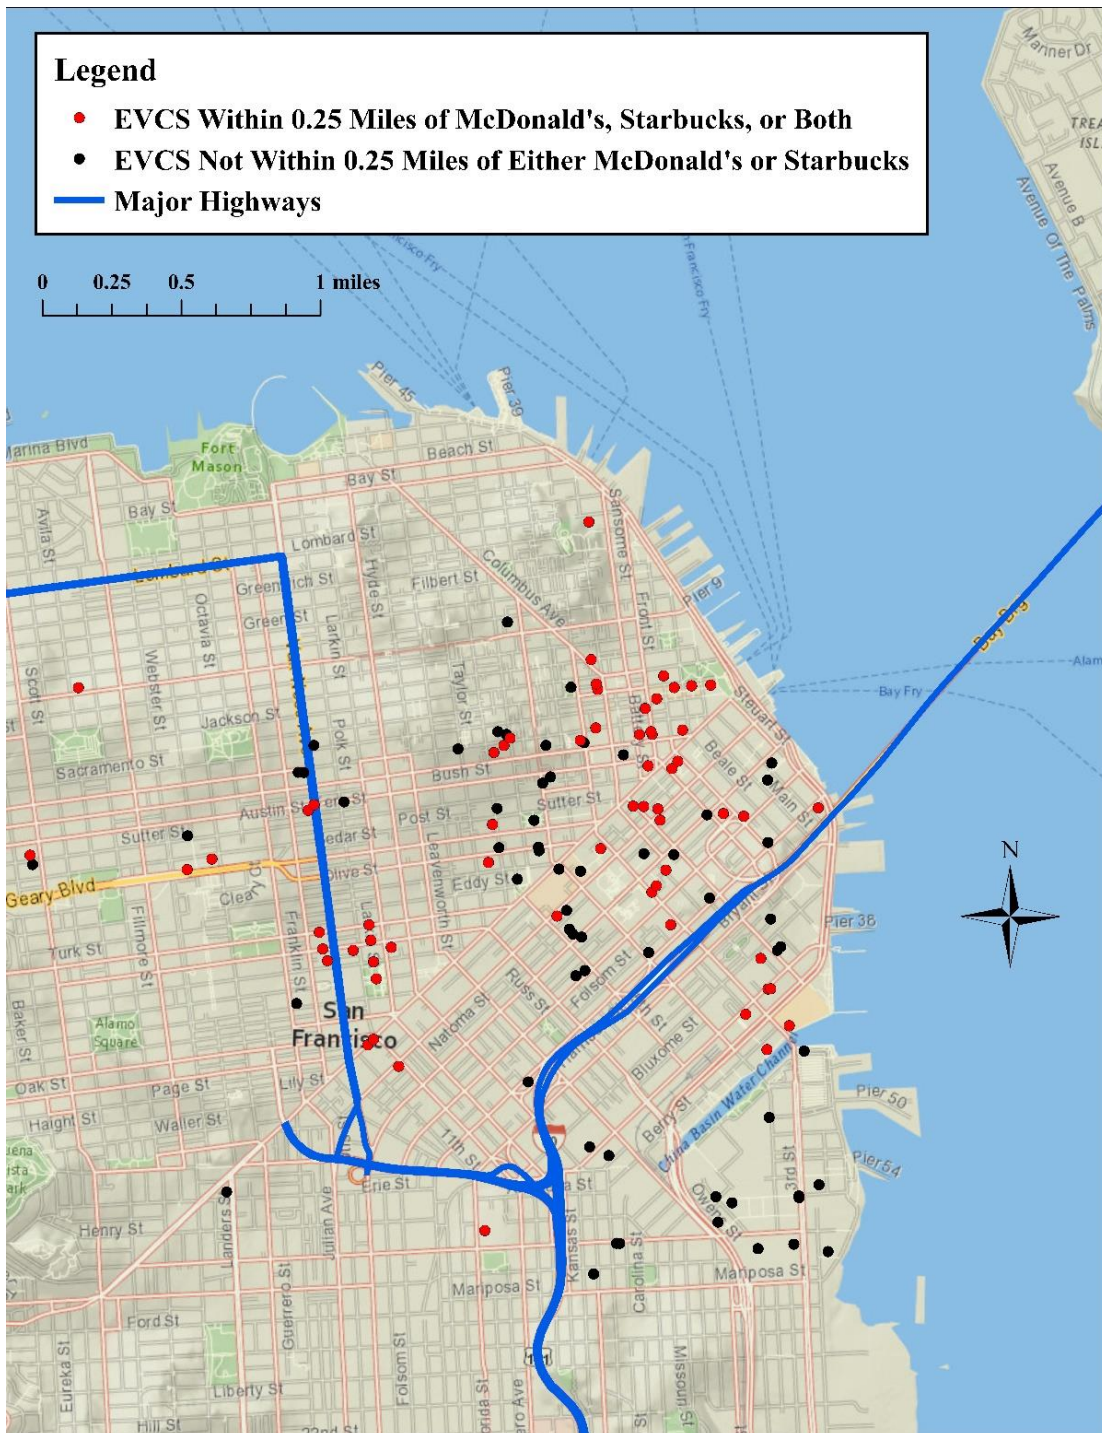 Legend
EVCS Within 0.25 Miles of McDonald's, Starbucks, or Both
EVCS Not Within 0.25 Miles of Either McDonald's or Starbucks
Major Highways
0 0.25 0.5 1 miles
Mariner Dr
Avenue B
Avenue Of The Palms
Francisco Fry
Pier 45
Pier 39
Marina Blvd
Fort
Mason
Beach St
Bay St
Bay St
Avila St
Sansome St
Lombard St
Lombard St
Columbus Ave
Hyde St
Greenwich St
Filbert St
Pier 9
Front St
Octavia St
Green St
Larkin St
Bay Brg
Scott St
Webster St
Taylor St
Bay Fry
Steuart St
Jackson St
Polk St
Battery St
Sacramento St
Bush St
Beale St
Main St
Austin St
Sutter St
Post St
Sutter St
Olive St
Leavenworth St
Eddy St
Geary Blvd
N
Fillmore St
Franklin St
Bryant St
Pier 38
Turk St
Folsom St
Russ St
Baker St
San
Francisco
Natoma St
Alamo
Square
Bluxome St
Oak St
Page St
Lily St
China Basin Water Channel
Berry St
Pier 50
Haight St
Waller St
11th St
3rd St
Pier 54
Erie St
Owens St
Henry St
Landers St
Julian Ave
Kansas St
Carolina St
Mariposa St
Mariposa St
Guerrero St
Ford St
Eureka St
Folsom St
Liberty St
Hill St